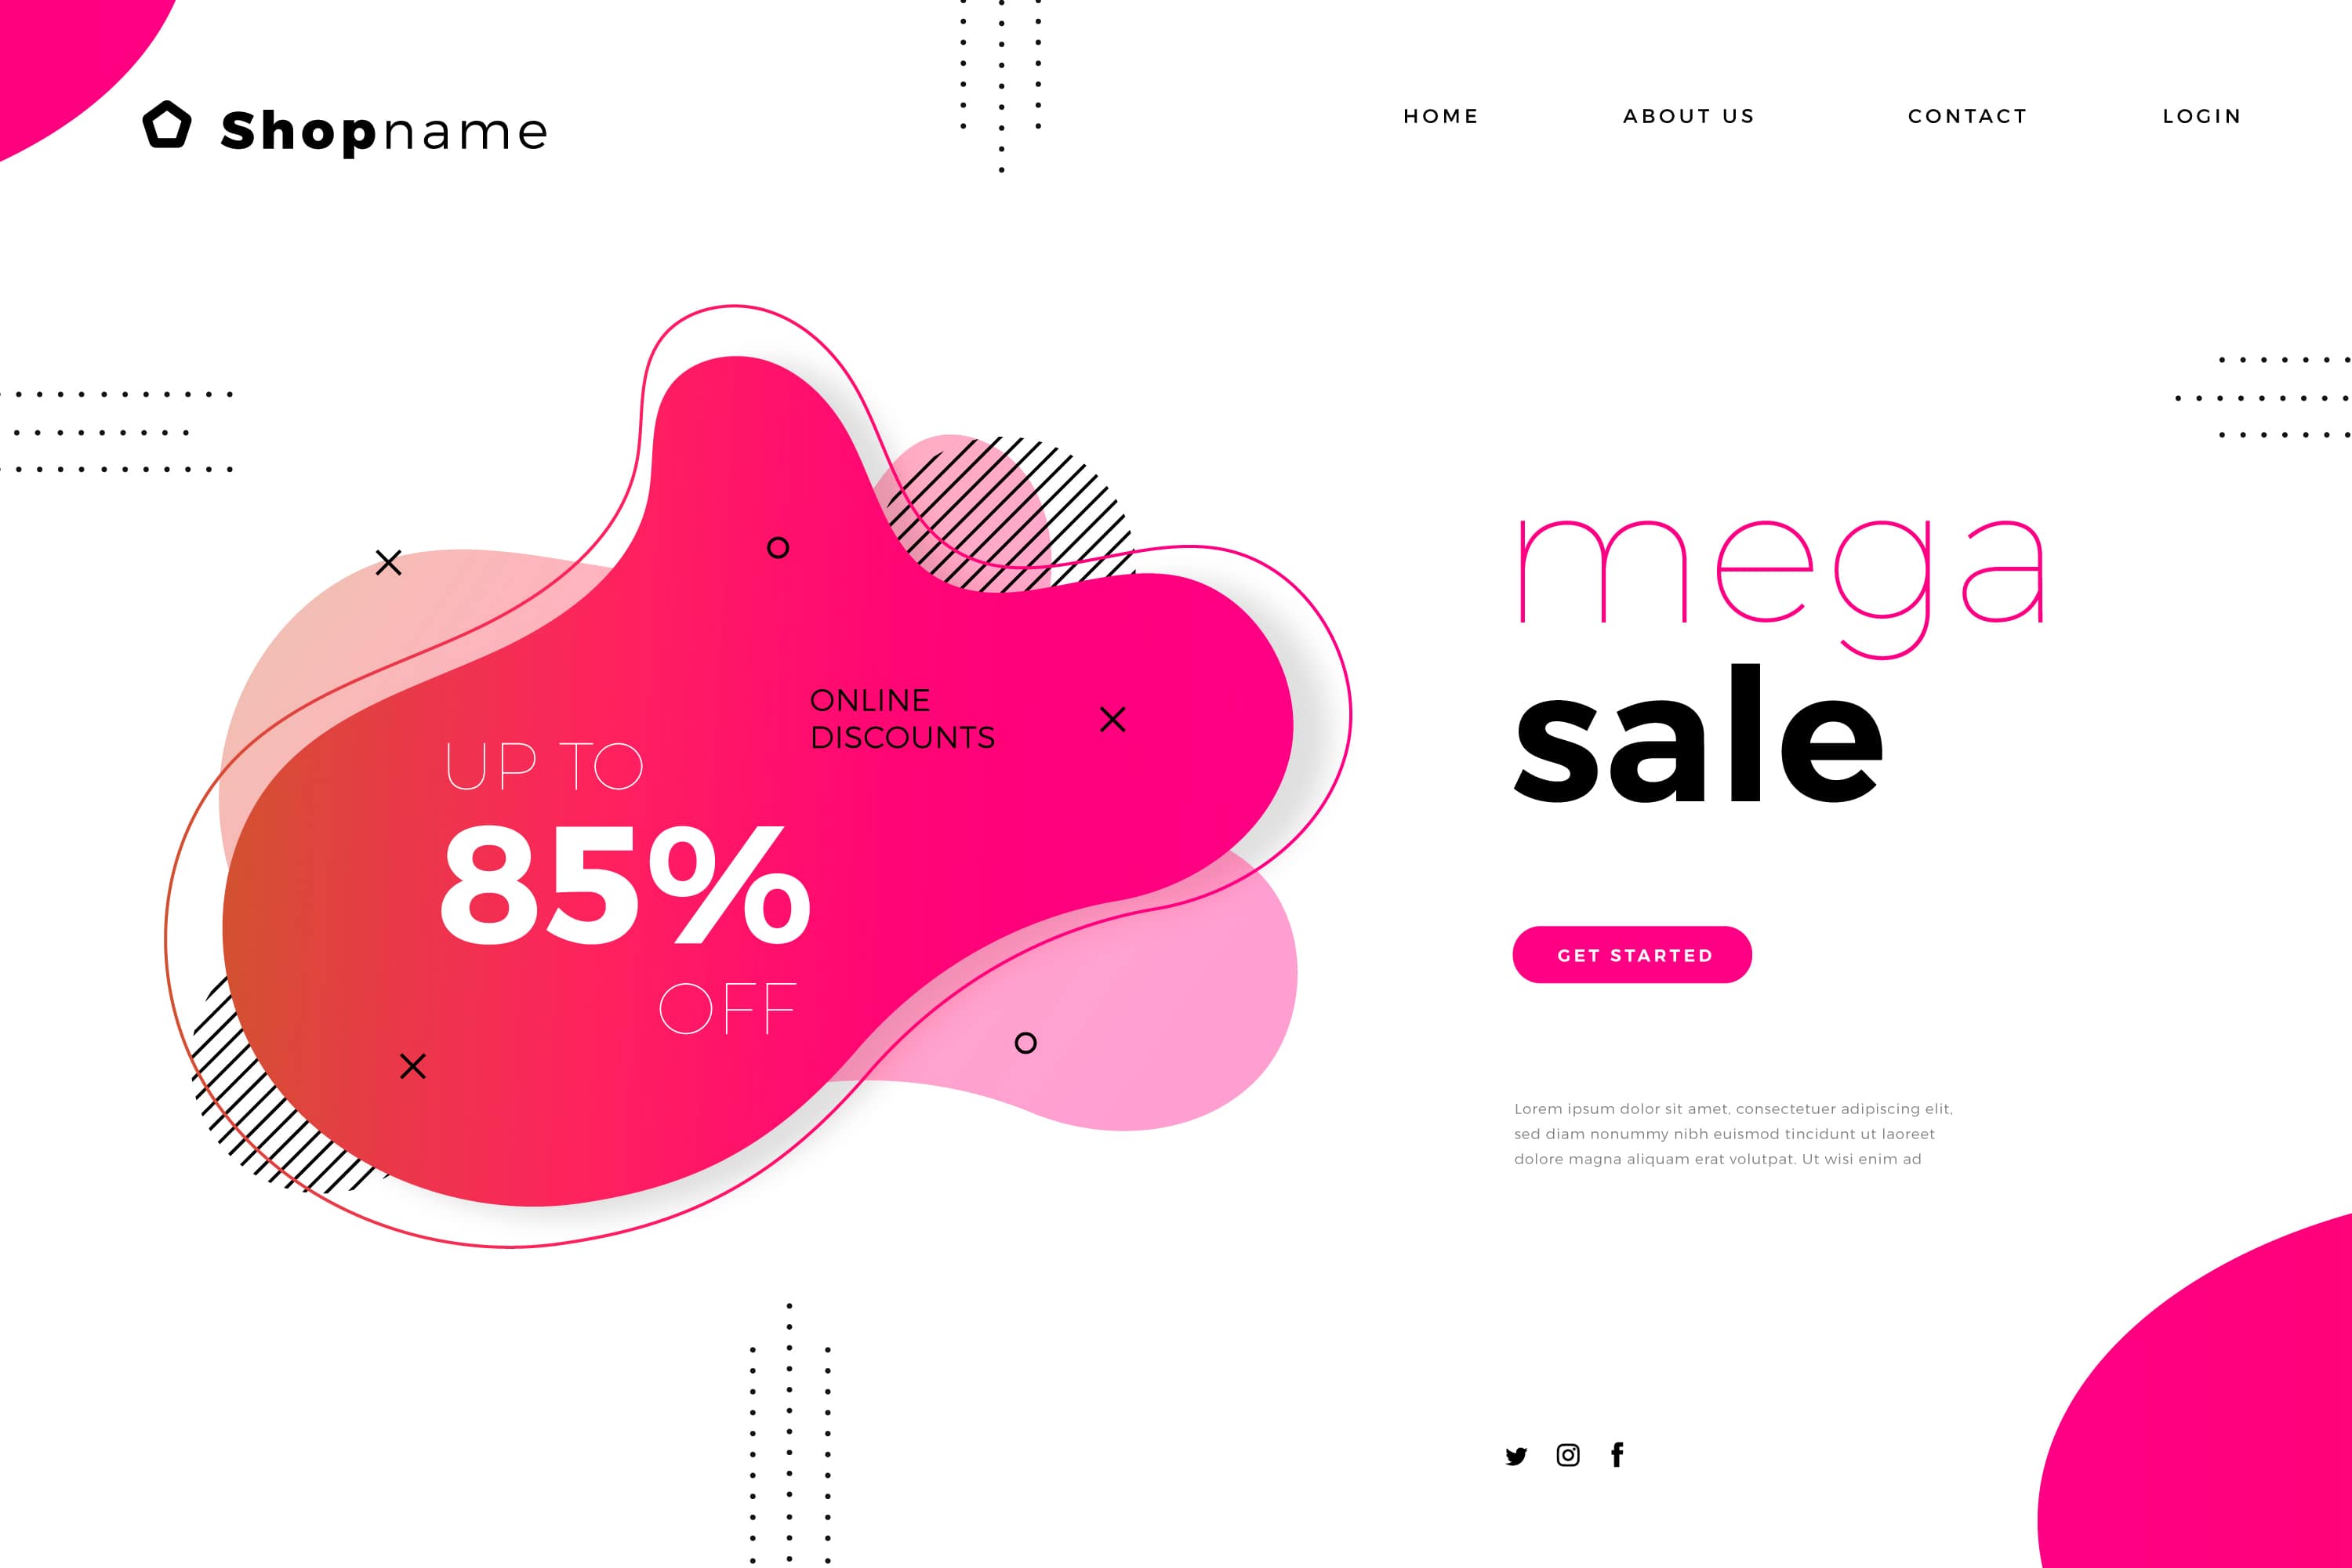 Shopname
HOME
ABOUT US
CONTACT
LOGIN
ONLINE
DISCOUNTS
UP TO
85%
OFF
mega
sale
GET STARTED
Lorem ipsum dolor sit amet, consectetuer adipiscing elit,
sed diam nonummy nibh euismod tincidunt ut laoreet
dolore magna aliquam erat volutpat. Ut wisi enim ad